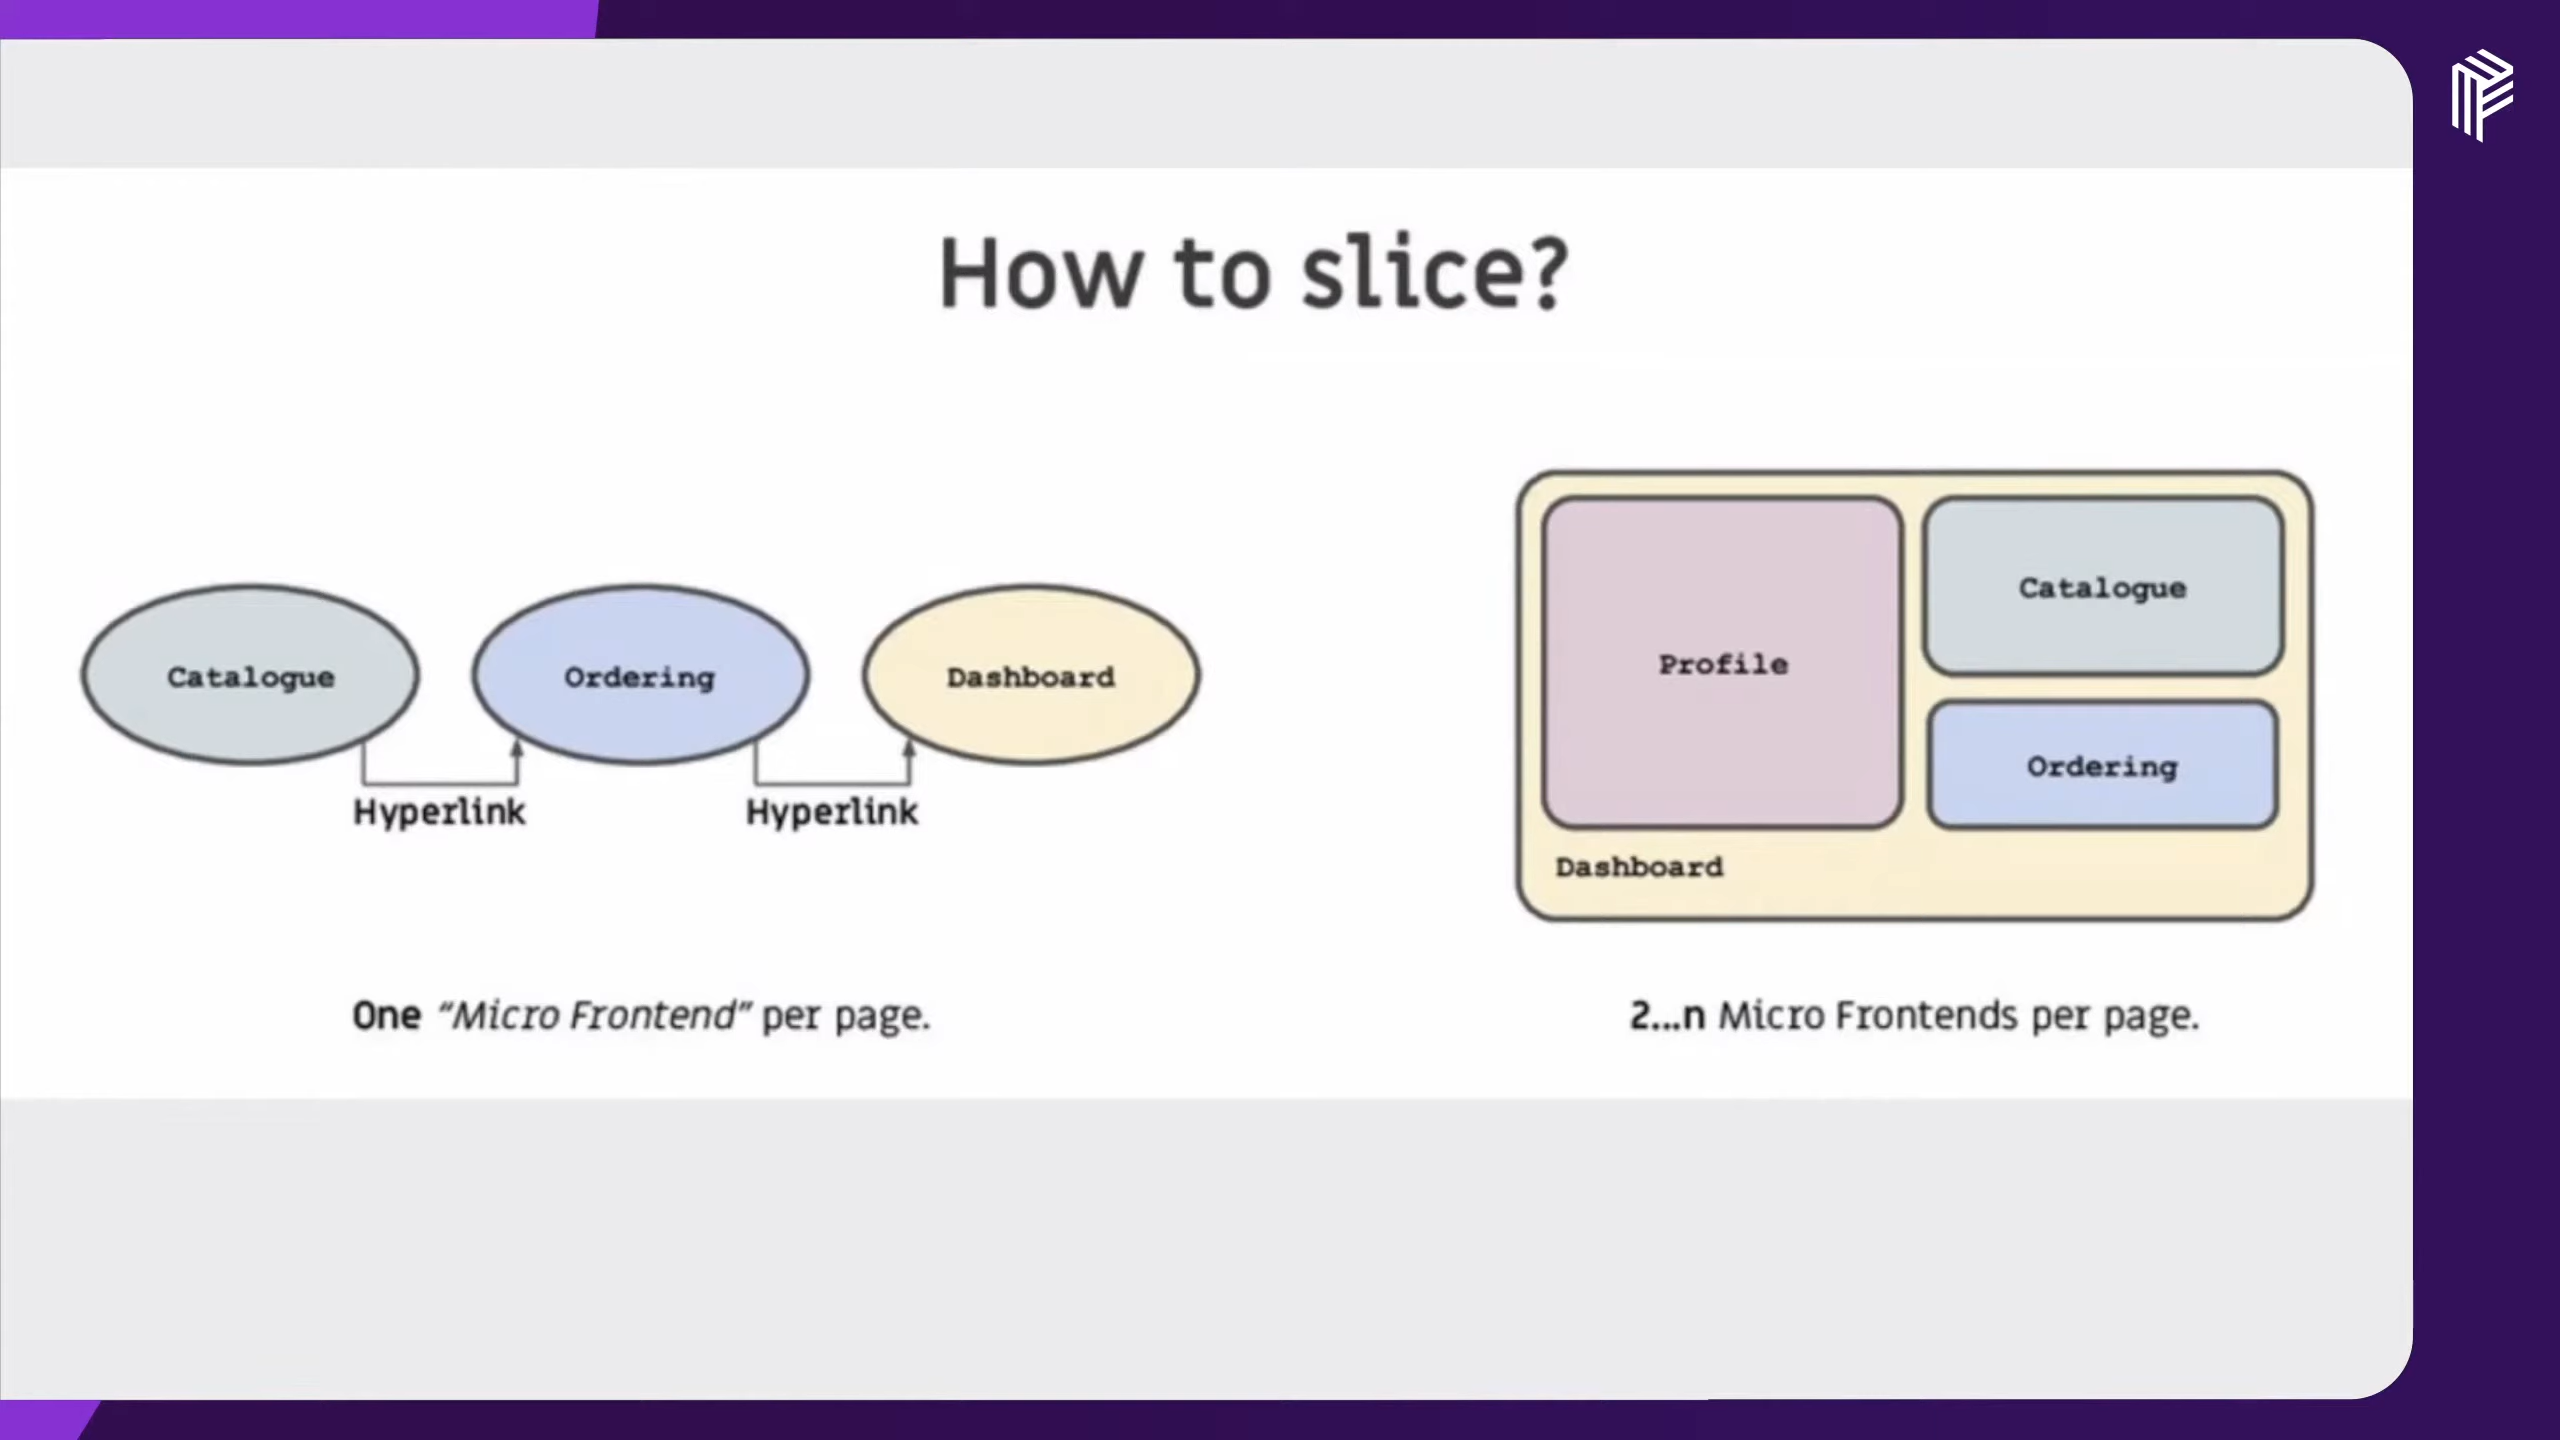 How to slice?
Catalogue
Ordering
Dashboard
Hyperlink
Hyperlink
One “Micro Frontend” per page.
Profile
Catalogue
Ordering
Dashboard
2...n Micro Frontends per page.